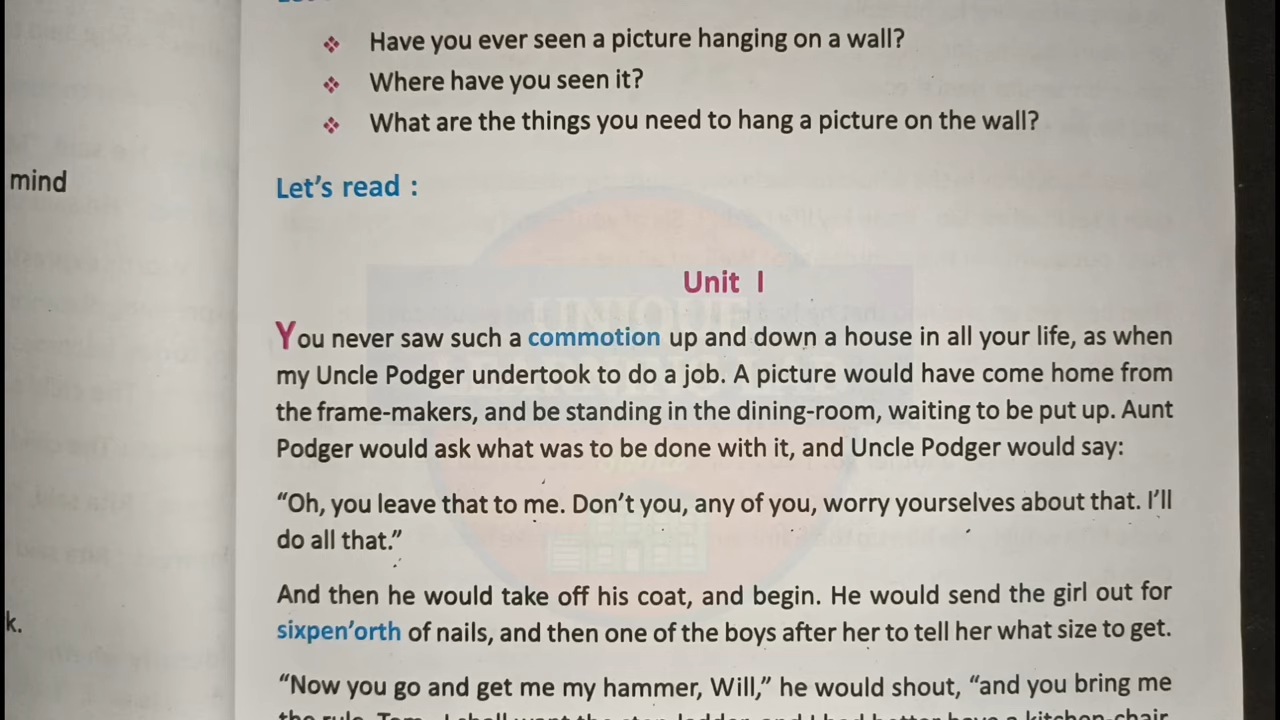 Have you ever seen a picture hanging on a wall?
Where have you seen it?
What are the things you need to hang a picture on the wall?
mind
Let's read :
Unit I
You never saw such a commotion up and down a house in all your life, as when
my Uncle Podger undertook to do a job. A picture would have come home from
the frame-makers, and be standing in the dining-room, waiting to be put up. Aunt
Podger would ask what was to be done with it, and Uncle Podger would say:
“Oh, you leave that to me. Don’t you, any of you, worry yourselves about that. I’ll
do all that.”
And then he would take off his coat, and begin. He would send the girl out for
k.
sixpen’orth of nails, and then one of the boys after her to tell her what size to get.
“Now you go and get me my hammer, Will,” he would shout, “and you bring me